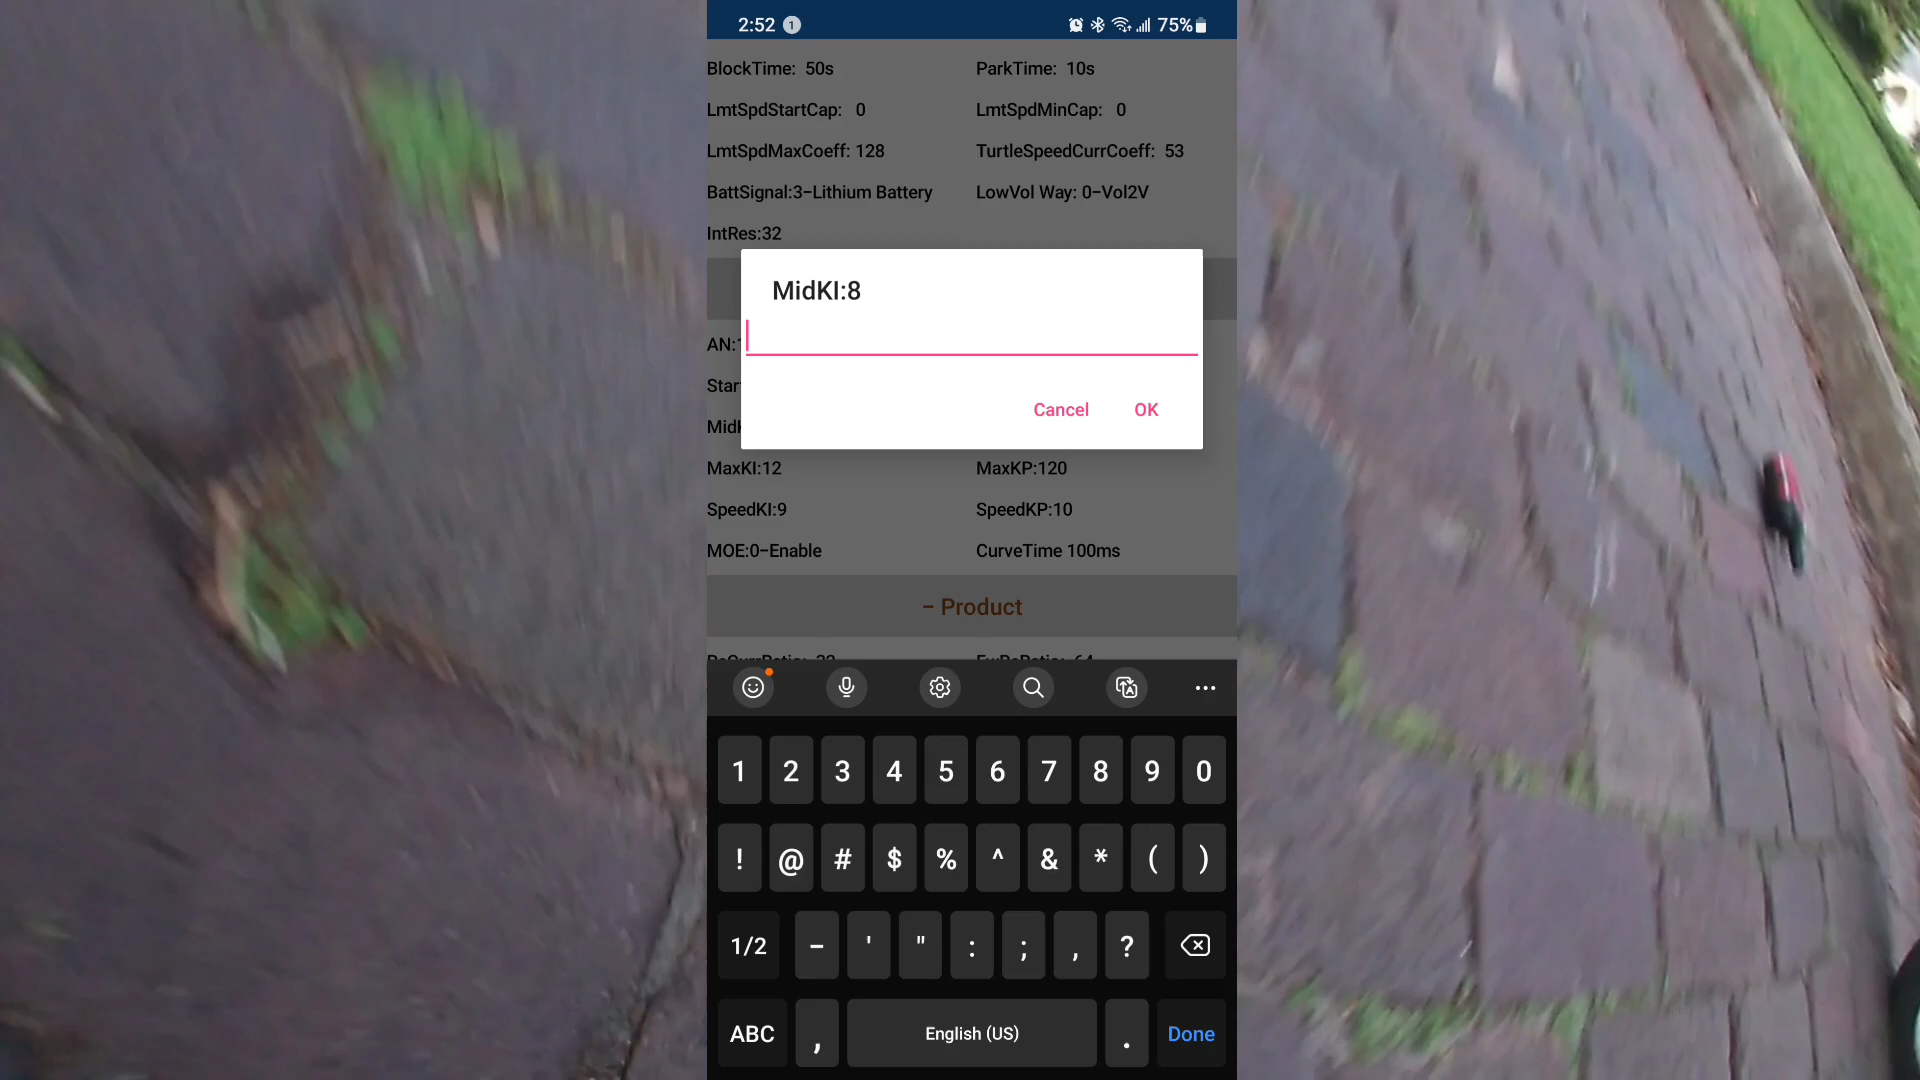 2:52 1 75%
BlockTime: 50s ParkTime: 10s
LmtSpdStartCap: 0 LmtSpdMinCap: 0
LmtSpdMaxCoeff: 128 TurtleSpeedCurrCoeff: 53
BattSignal:3-Lithium Battery LowVol Way: 0-Vol2V
IntRes:32
MidKI:8
AN:
Cancel OK
MaxKI:12 MaxKP:120
SpeedKI:9 SpeedKP:10
MOE:0-Enable CurveTime 100ms
- Product
1 2 3 4 5 6 7 8 9 0
! @ # $ % ^ & * ( )
1/2 - ' " : ; , ?
ABC , English (US) . Done